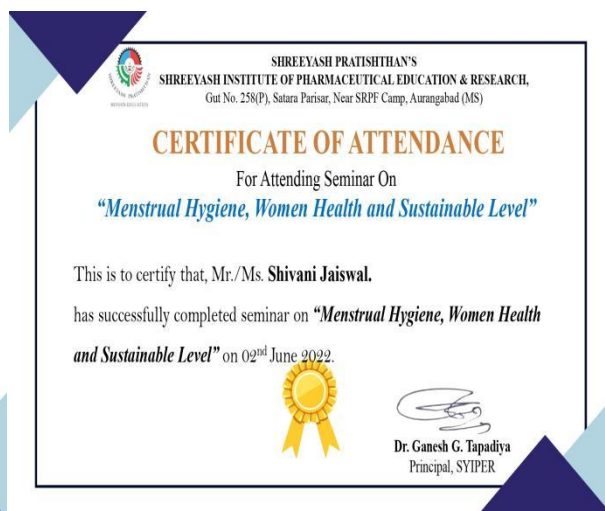 SHREEYASH PRATISHTHAN'S
SHREEYASH INSTITUTE OF PHARMACEUTICAL EDUCATION & RESEARCH,
Gut No. 258(P), Satara Parisar, Near SRPF Camp, Aurangabad (MS)
SHREEYASH PRATISHTHAN
CERTIFICATE OF ATTENDANCE
For Attending Seminar On
“Menstrual Hygiene, Women Health and Sustainable Level”
This is to certify that, Mr./Ms. Shivani Jaiswal.
has successfully completed seminar on “Menstrual Hygiene, Women Health
and Sustainable Level” on 02nd June 2022.
Dr. Ganesh G. Tapadiya
Principal, SYIPER